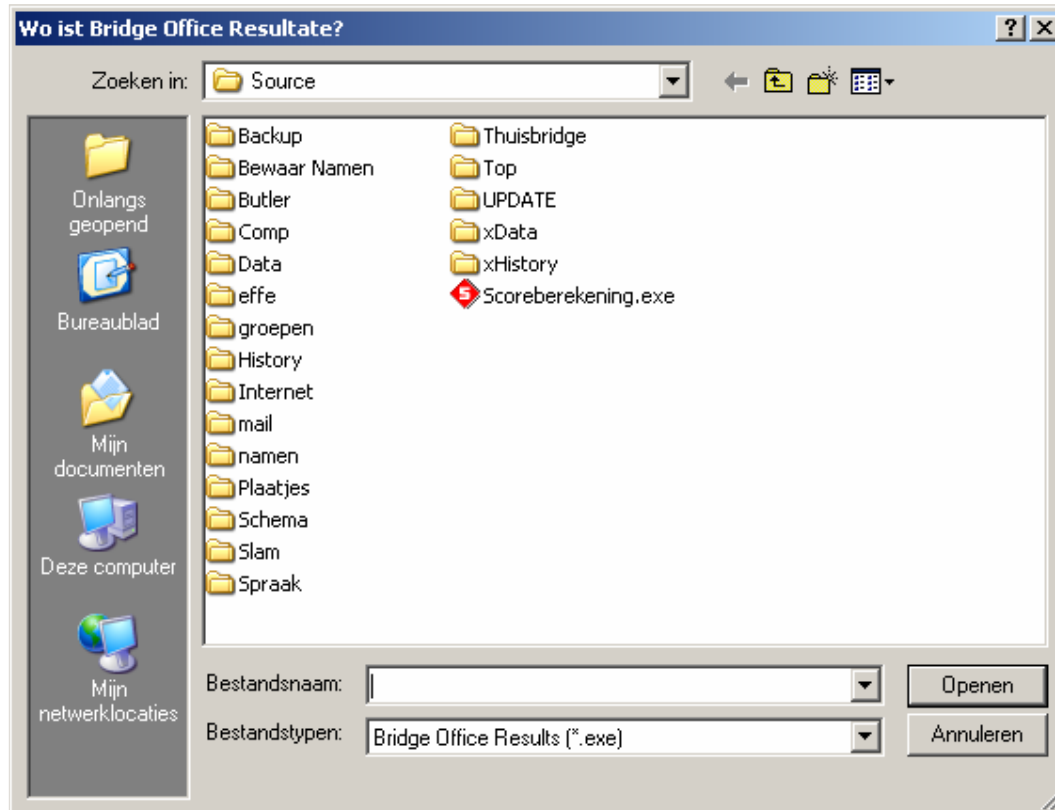 Wo ist Bridge Office Resultate?
Zoeken in:
Source
Onlangs
geopend
Bureaublad
Mijn
documenten
Deze computer
Mijn
netwerklocaties
Backup
Bewaar Namen
Butler
Comp
Data
effe
groepen
History
Internet
mail
namen
Plaatjes
Schema
Slam
Spraak
Thuisbridge
Top
UPDATE
xData
xHistory
Scoreberekening.exe
Bestandsnaam:
Openen
Bestandstypen:
Bridge Office Results (*.exe)
Annuleren